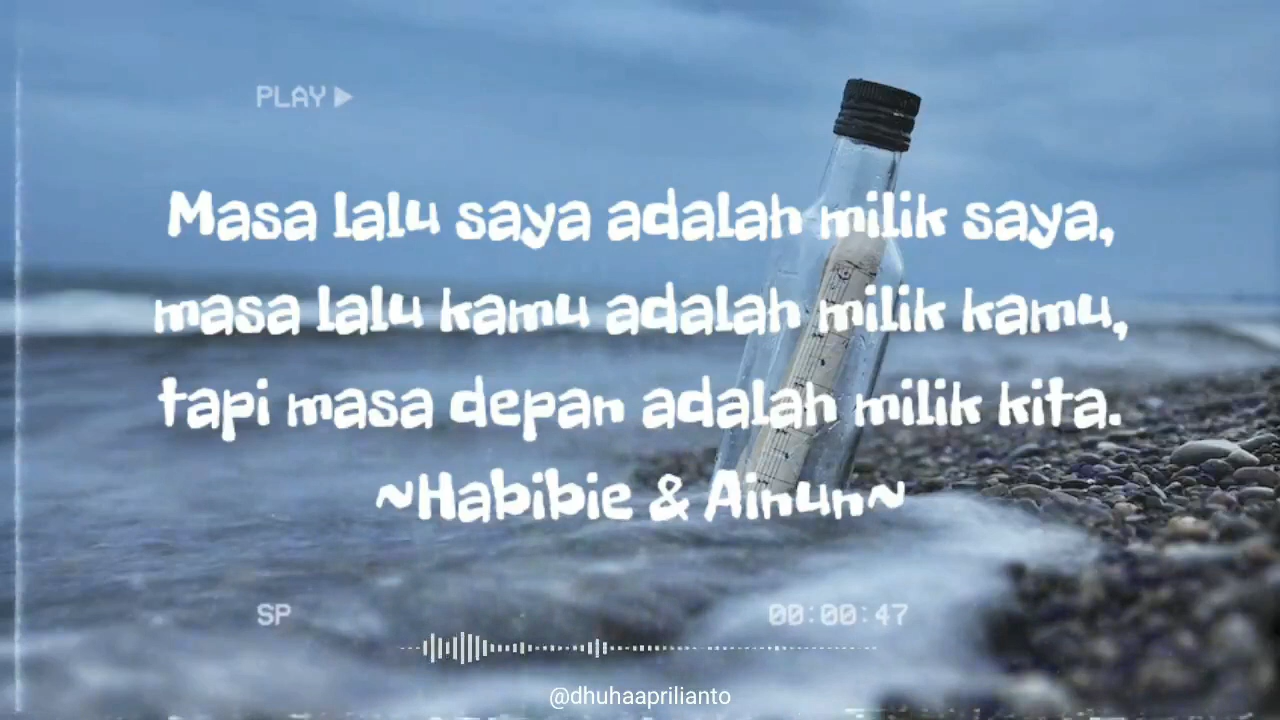 PLAY ▶
Masa lalu saya adalah milik saya,
masa lalu kamu adalah milik kamu,
tapi masa depan adalah milik kita.
~Habibie & Ainun~
SP 00:00:47
@dhuhaaprilianto